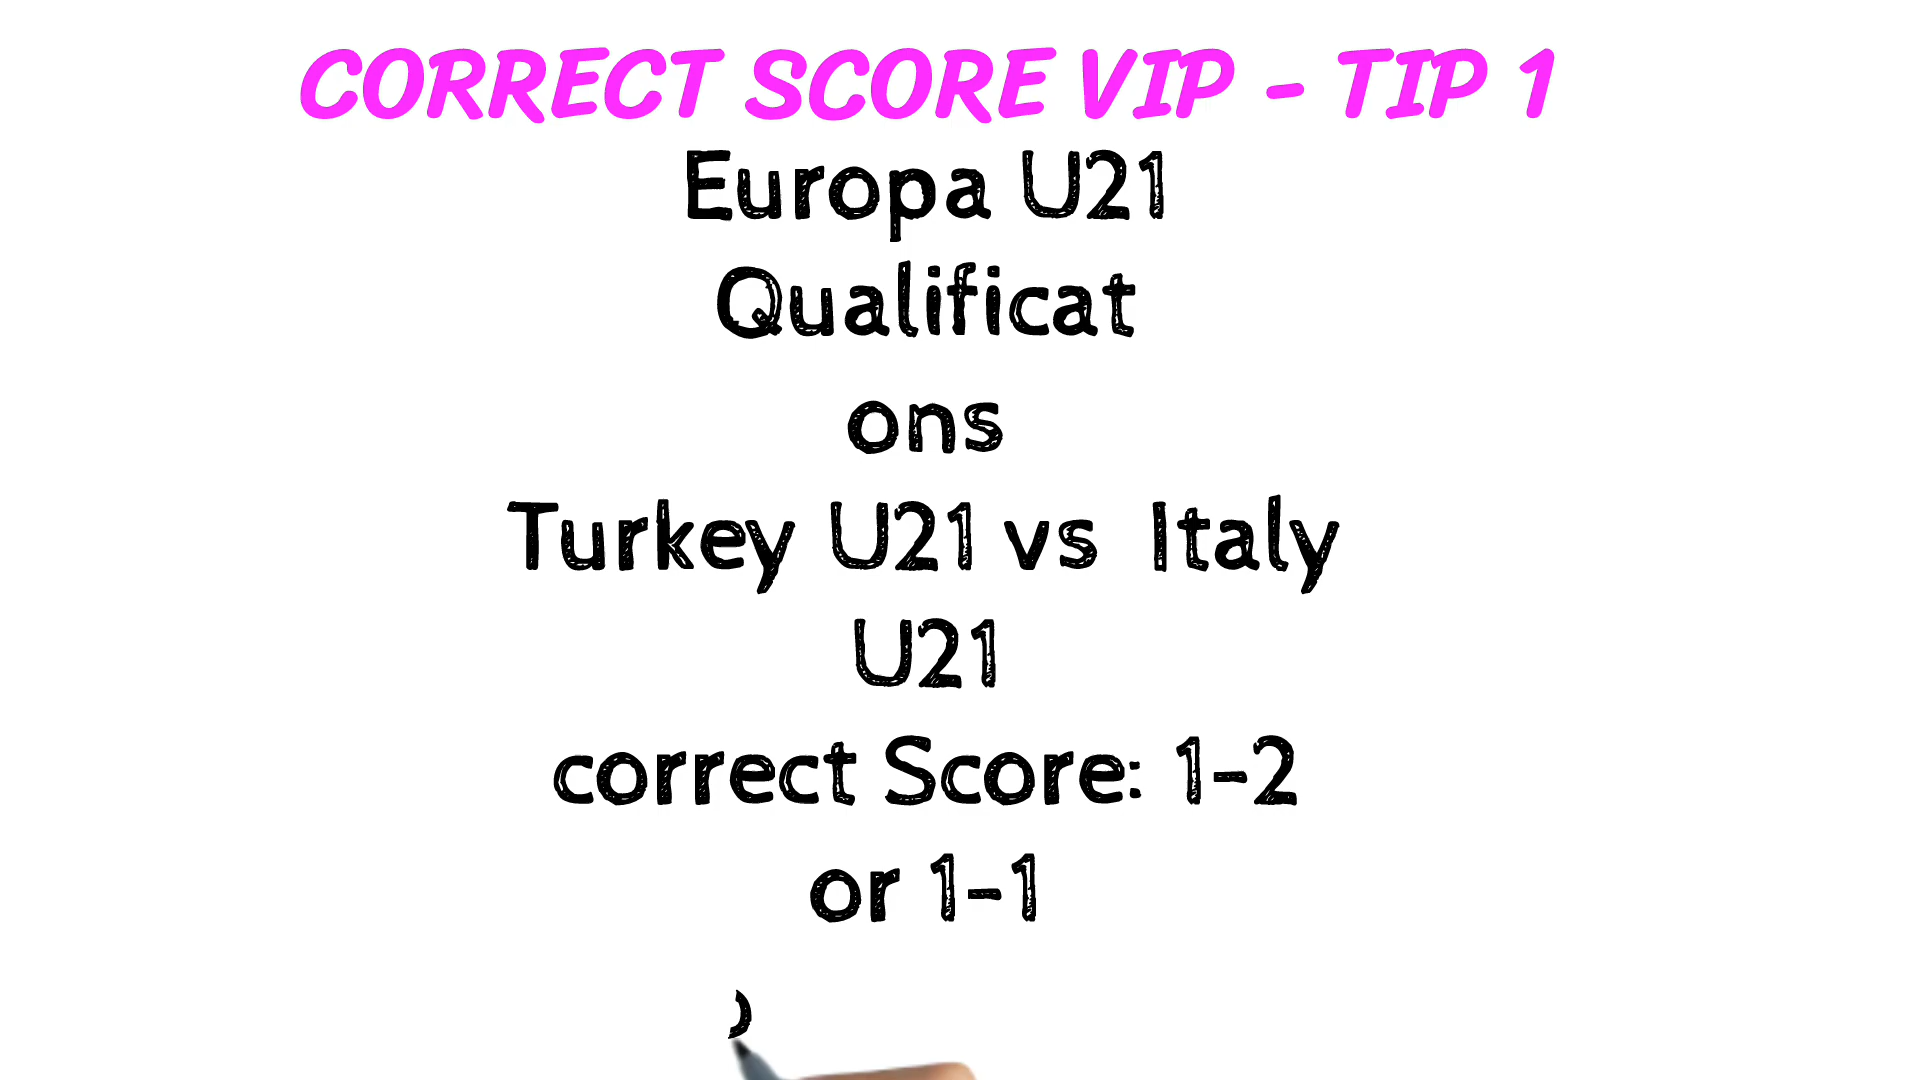 CORRECT SCORE VIP - TIP 1
Europa U21
Qualificat
ons
Turkey U21 vs Italy
U21
correct Score: 1-2
or 1-1